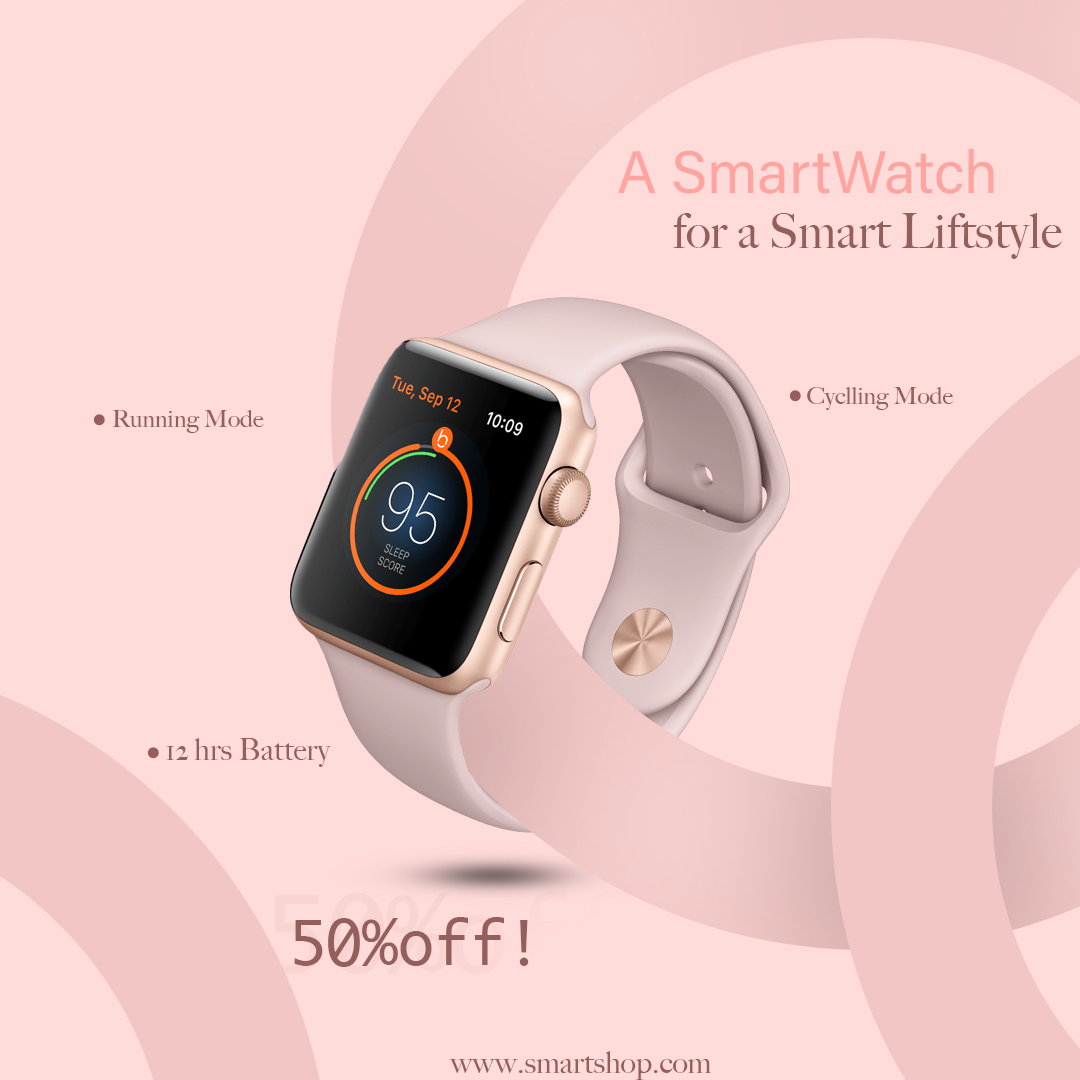 A SmartWatch
for a Smart Liftstyle
• Cyclling Mode
• Running Mode
Tue, Sep 12
10:09
b
95
SLEEP
SCORE
• 12 hrs Battery
50%off!
www.smartshop.com